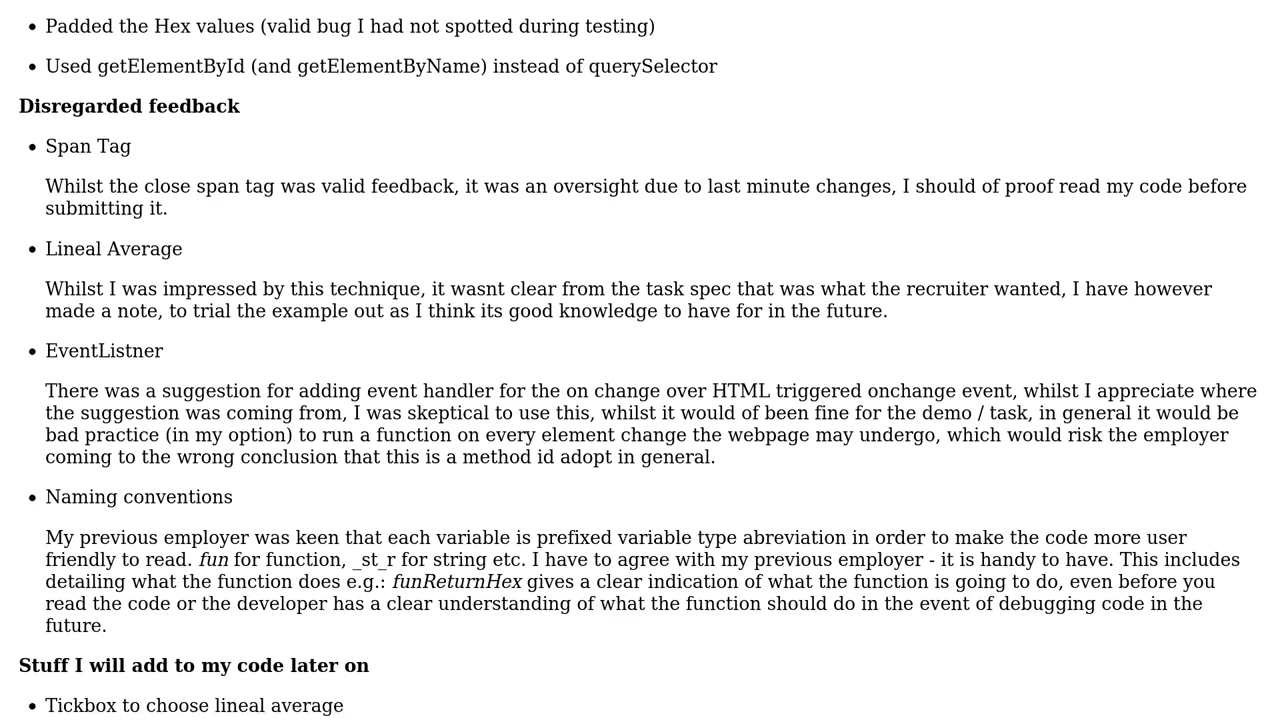 • Padded the Hex values (valid bug I had not spotted during testing)
• Used getElementById (and getElementByName) instead of querySelector
Disregarded feedback
• Span Tag
Whilst the close span tag was valid feedback, it was an oversight due to last minute changes, I should of proof read my code before
submitting it.
• Lineal Average
Whilst I was impressed by this technique, it wasnt clear from the task spec that was what the recruiter wanted, I have however
made a note, to trial the example out as I think its good knowledge to have for in the future.
• EventListner
There was a suggestion for adding event handler for the on change over HTML triggered onchange event, whilst I appreciate where
the suggestion was coming from, I was skeptical to use this, whilst it would of been fine for the demo / task, in general it would be
bad practice (in my option) to run a function on every element change the webpage may undergo, which would risk the employer
coming to the wrong conclusion that this is a method id adopt in general.
• Naming conventions
My previous employer was keen that each variable is prefixed variable type abreviation in order to make the code more user
friendly to read. fun for function, _st_r for string etc. I have to agree with my previous employer - it is handy to have. This includes
detailing what the function does e.g.: funReturnHex gives a clear indication of what the function is going to do, even before you
read the code or the developer has a clear understanding of what the function should do in the event of debugging code in the
future.
Stuff I will add to my code later on
• Tickbox to choose lineal average